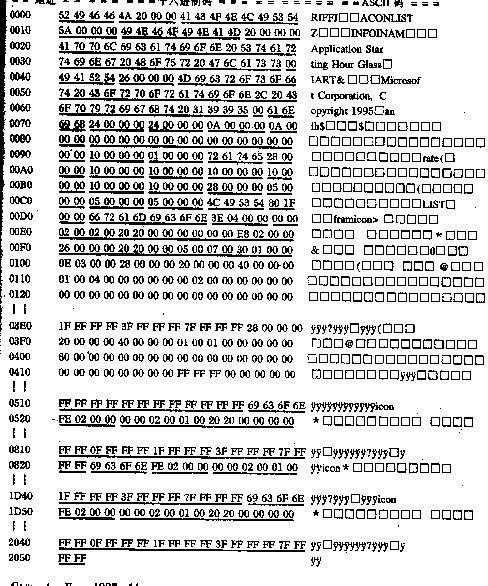 十六进制码 ASCII 码
0000 52 49 46 46 4A 20 00 00 41 43 4F 4E 4C 49 53 54 RIFFJ □□ACONLIST
0010 5A 00 00 00 49 4E 46 4F 49 4E 41 4D 20 00 00 00 Z□□□INFOINAM □□□
0020 41 70 70 6C 69 63 61 74 69 6F 6E 20 53 74 61 72 Application Star
0030 74 69 6E 67 20 48 6F 75 72 20 47 6C 61 73 73 00 ting Hour Glass□
0040 49 41 52 54 26 00 00 00 4D 69 63 72 6F 73 6F 66 IART& □□□Microsof
0050 74 20 43 6F 72 70 6F 72 61 74 69 6F 6E 2C 20 43 t Corporation, C
0060 6F 70 79 72 69 67 68 74 20 31 39 39 35 00 61 6E opyright 1995□an
0070 69 68 24 00 00 00 24 00 00 00 0A 00 00 00 0A 00 ih$□□□$□□□□□□□□□
0080 00 00 00 00 00 00 00 00 00 00 00 00 00 00 00 00 □□□□□□□□□□□□□□□□
0090 00 00 10 00 00 00 01 00 00 00 72 61 74 65 28 00 □□□□□□□□□□rate(□
00A0 00 00 10 00 00 00 10 00 00 00 10 00 00 00 10 00 □□□□□□□□□□□□□□□□
00B0 00 00 10 00 00 00 10 00 00 00 28 00 00 00 05 00 □□□□□□□□□□(□□□□□
00C0 00 00 05 00 00 00 05 00 00 00 4C 49 53 54 80 1F □□□□□□□□□□LIST□
00D0 00 00 66 72 61 6D 69 63 6F 6E 3E 04 00 00 00 00 □□framicon> □□□□□
00E0 02 00 02 00 20 20 00 00 00 00 00 00 E8 02 00 00
00F0 26 00 00 00 20 20 00 00 05 00 07 00 30 01 00 00
0100 0E 03 00 00 28 00 00 00 20 00 00 00 40 00 00 00
0110 01 00 04 00 00 00 00 00 00 02 00 00 00 00 00 00 □□□□□□□□□□□□□□□□
0120 00 00 00 00 00 00 00 00 00 00 00 00 00 00 00 00 □□□□□□□□□□□□□□□□
03E0 1F FF FF FF 3F FF FF FF 7F FF FF FF 28 00 00 00 ÿÿÿ?ÿÿÿ□ÿÿÿ(□□□
03F0 20 00 00 00 40 00 00 00 01 00 01 00 00 00 00 00 □□□@□□□□□□□□□□□
0400 80 00 00 00 00 00 00 00 00 00 00 00 00 00 00 00 □□□□□□□□□□□□□□□□
0410 00 00 00 00 00 00 00 00 FF FF FF 00 00 00 00 00 □□□□□□□□ÿÿÿ□□□□□
0510 FF FF FF FF FF FF FF FF FF FF FF FF 69 63 6F 6E ÿÿÿÿÿÿÿÿÿÿÿÿicon
0520 FE 02 00 00 00 00 02 00 01 00 20 20 00 00 00 00
0810 FF FF 0F FF FF FF 1F FF FF FF 3F FF FF FF 7F FF ÿÿ□ÿÿÿÿÿÿÿ?ÿÿÿ□ÿ
0820 FF FF 69 63 6F 6E FE 02 00 00 00 00 02 00 01 00
1D40 1F FF FF FF 3F FF FF FF 7F FF FF FF 69 63 6F 6E ÿÿÿ?ÿÿÿ□ÿÿÿicon
1D50 FE 02 00 00 00 00 02 00 01 00 20 20 00 00 00 00
2040 FF FF 0F FF FF FF 1F FF FF FF 3F FF FF FF 7F FF
2050 FF FF ÿÿ